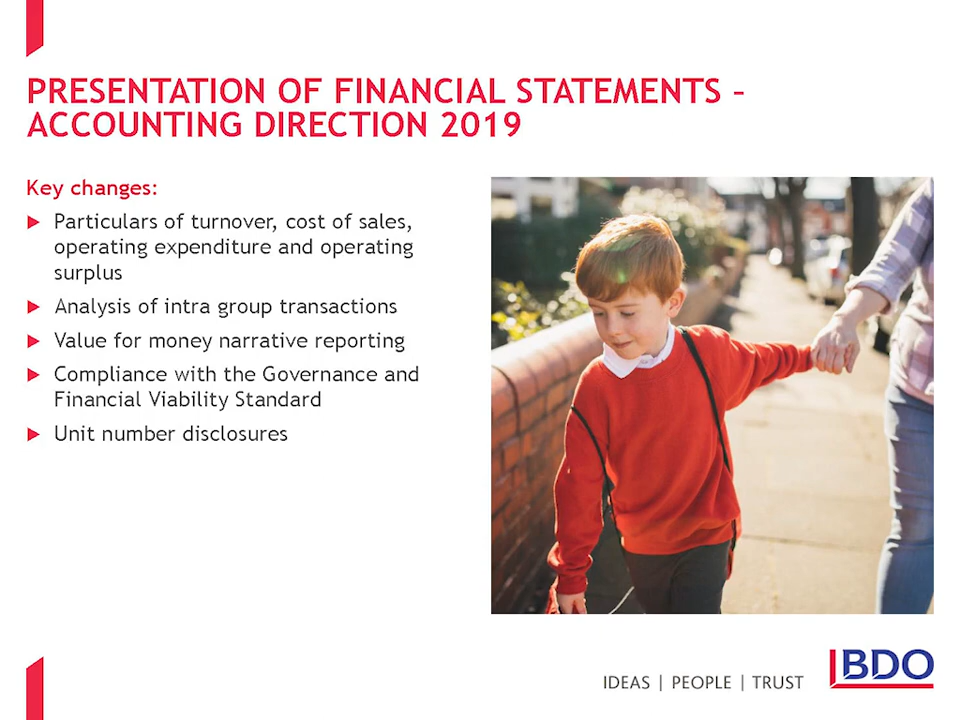 PRESENTATION OF FINANCIAL STATEMENTS –
ACCOUNTING DIRECTION 2019
Key changes:
Particulars of turnover, cost of sales,
operating expenditure and operating
surplus
Analysis of intra group transactions
Value for money narrative reporting
Compliance with the Governance and
Financial Viability Standard
Unit number disclosures
IDEAS | PEOPLE | TRUST
BDO